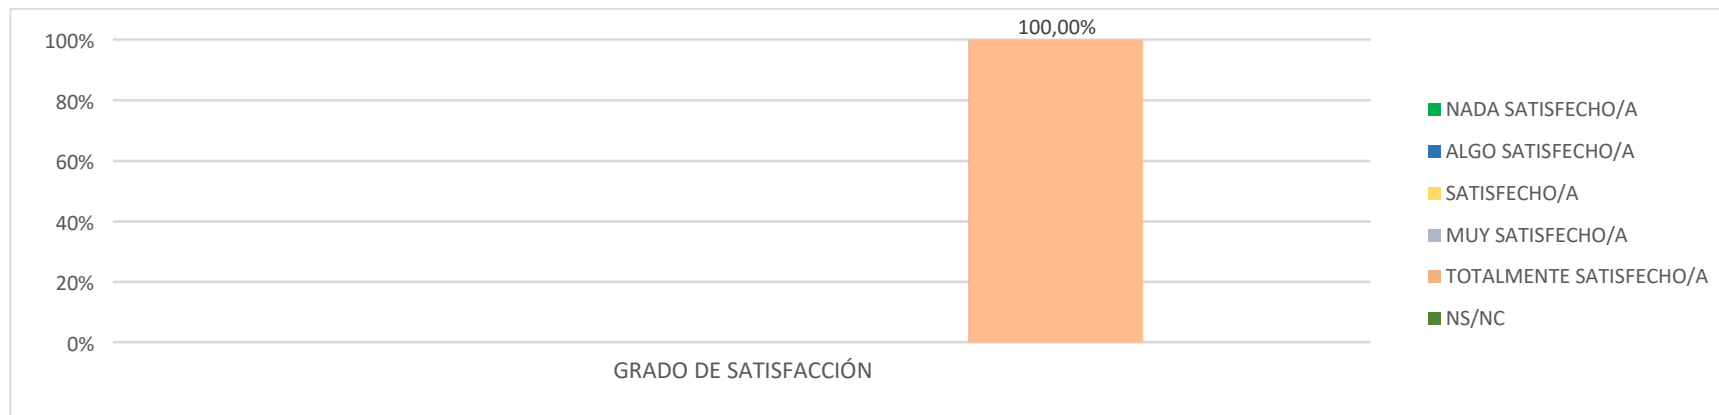 100,00%
100%
80%
60%
40%
20%
0%
GRADO DE SATISFACCIÓN
NADA SATISFECHO/A
ALGO SATISFECHO/A
SATISFECHO/A
MUY SATISFECHO/A
TOTALMENTE SATISFECHO/A
NS/NC